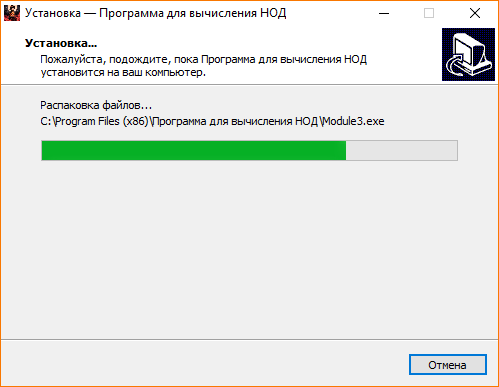 Установка — Программа для вычисления НОД
Установка...
Пожалуйста, подождите, пока Программа для вычисления НОД
установится на ваш компьютер.
Распаковка файлов...
C:\Program Files (x86)\Программа для вычисления НОД\Module3.exe
Отмена